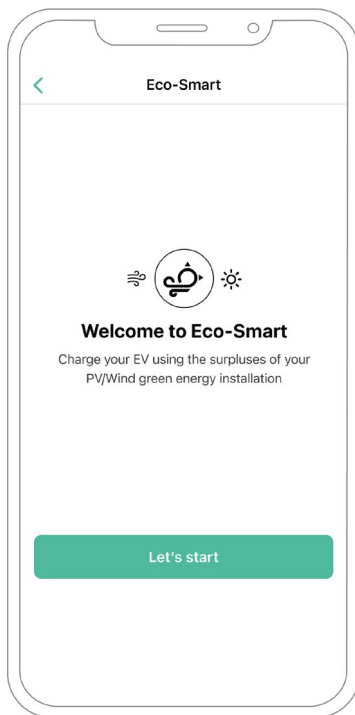 Eco-Smart
Welcome to Eco-Smart
Charge your EV using the surpluses of your
PV/Wind green energy installation
Let's start